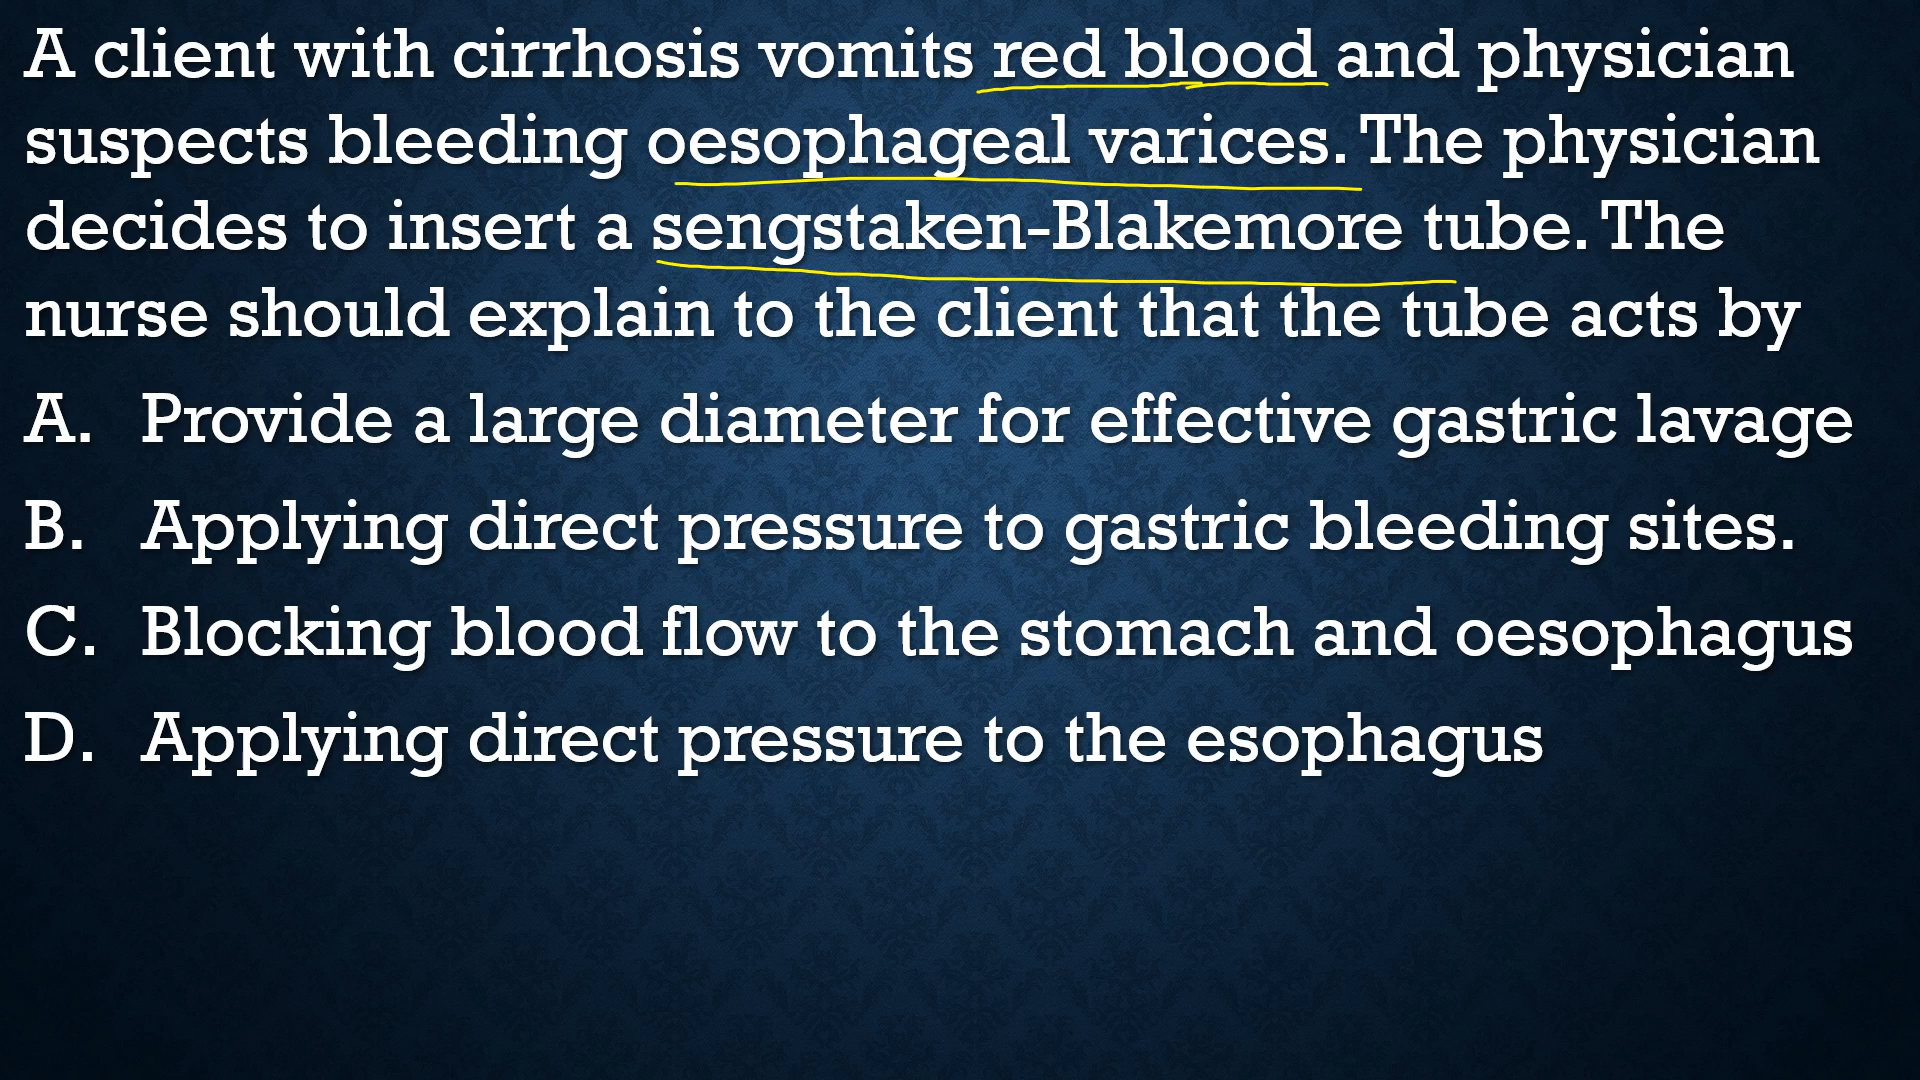 A client with cirrhosis vomits red blood and physician
suspects bleeding oesophageal varices. The physician
decides to insert a sengstaken-Blakemore tube. The
nurse should explain to the client that the tube acts by
A. Provide a large diameter for effective gastric lavage
B. Applying direct pressure to gastric bleeding sites.
C. Blocking blood flow to the stomach and oesophagus
D. Applying direct pressure to the esophagus